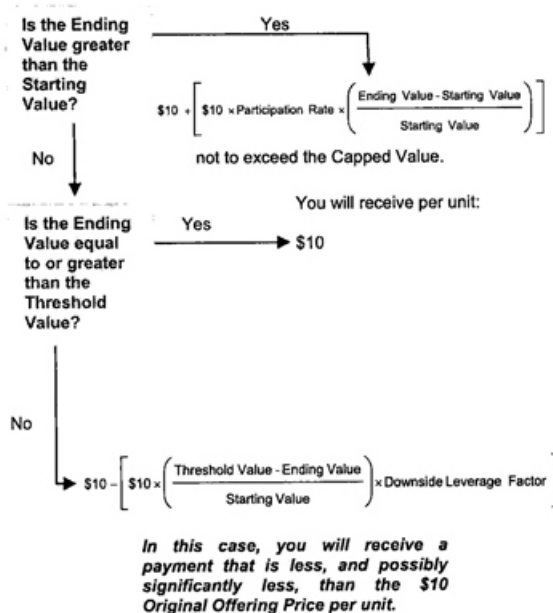 Is the Ending
Value greater
than the
Starting
Value?
Yes
$10 + [ $10 × Participation Rate × ( Ending Value - Starting Value / Starting Value ) ]
not to exceed the Capped Value.
No
You will receive per unit:
Is the Ending
Value equal
to or greater
than the
Threshold
Value?
Yes
$10
No
$10 – [ $10 × ( Threshold Value - Ending Value / Starting Value ) × Downside Leverage Factor ]
In this case, you will receive a
payment that is less, and possibly
significantly less, than the $10
Original Offering Price per unit.